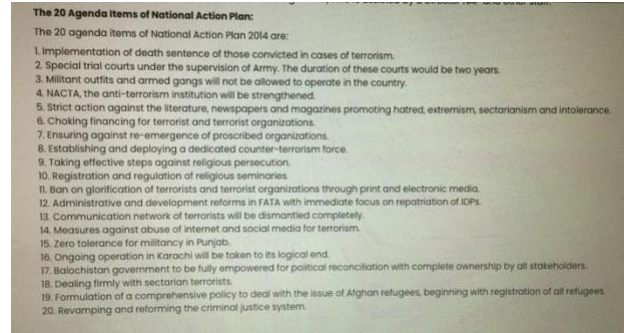 The 20 Agenda Items of National Action Plan:
The 20 agenda items of National Action Plan 2014 are:
1. Implementation of death sentence of those convicted in cases of terrorism.
2. Special trial courts under the supervision of Army. The duration of these courts would be two years.
3. Militant outfits and armed gangs will not be allowed to operate in the country.
4. NACTA, the anti-terrorism institution will be strengthened.
5. Strict action against the literature, newspapers and magazines promoting hatred, extremism, sectarianism and intolerance.
6. Choking financing for terrorist and terrorist organizations.
7. Ensuring against re-emergence of proscribed organizations.
8. Establishing and deploying a dedicated counter-terrorism force.
9. Taking effective steps against religious persecution.
10. Registration and regulation of religious seminaries.
11. Ban on glorification of terrorists and terrorist organizations through print and electronic media.
12. Administrative and development reforms in FATA with immediate focus on repatriation of IDPs.
13. Communication network of terrorists will be dismantled completely.
14. Measures against abuse of internet and social media for terrorism.
15. Zero tolerance for militancy in Punjab.
16. Ongoing operation in Karachi will be taken to its logical end.
17. Balochistan government to be fully empowered for political reconciliation with complete ownership by all stakeholders.
18. Dealing firmly with sectarian terrorists.
19. Formulation of a comprehensive policy to deal with the issue of Afghan refugees, beginning with registration of all refugees.
20. Revamping and reforming the criminal justice system.